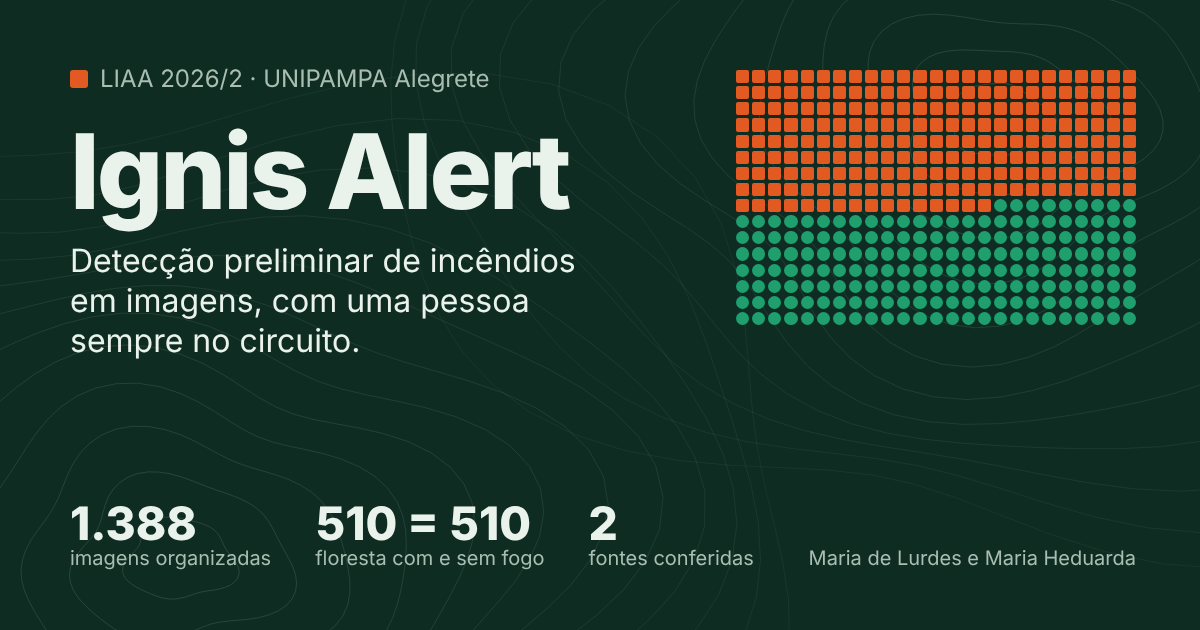 LIAA 2026/2 · UNIPAMPA Alegrete
Ignis Alert
Detecção preliminar de incêndios
em imagens, com uma pessoa
sempre no circuito.
1.388
imagens organizadas
510 = 510
floresta com e sem fogo
2
fontes conferidas
Maria de Lurdes e Maria Heduarda